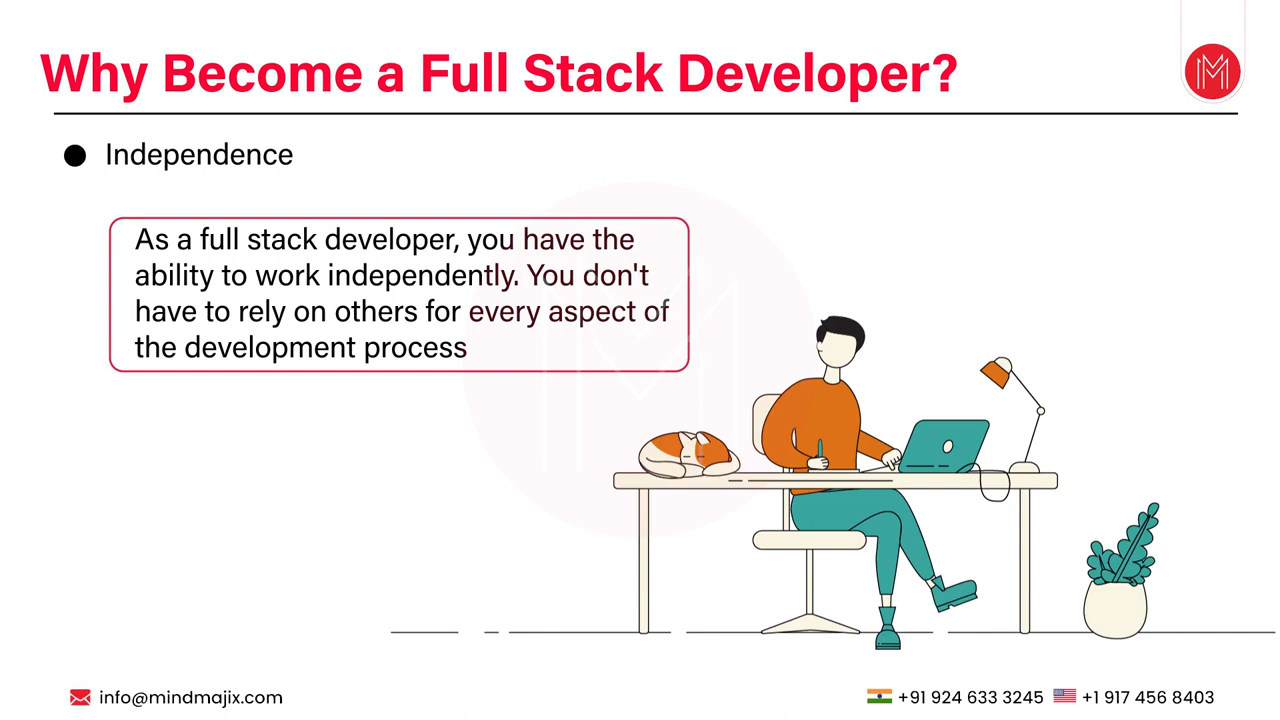 Why Become a Full Stack Developer?
M
● Independence
As a full stack developer, you have the
ability to work independently. You don't
have to rely on others for every aspect of
the development process
info@mindmajix.com
+91 924 633 3245
+1 917 456 8403